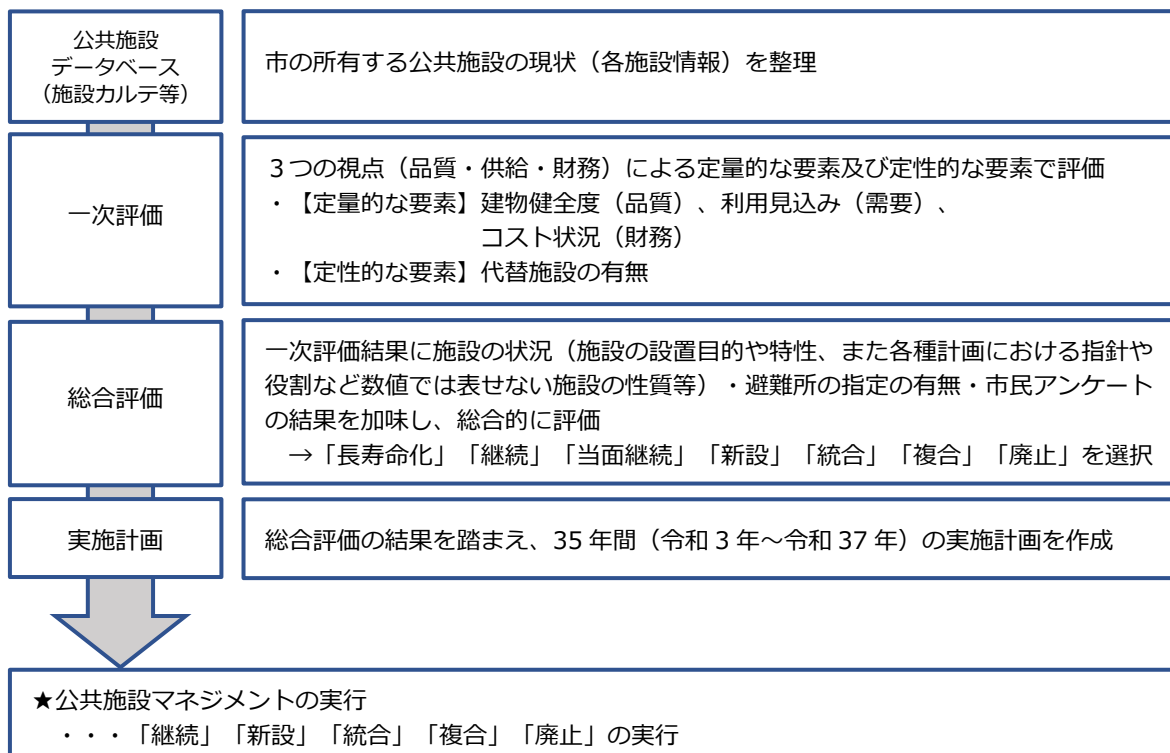 公共施設
データベース
（施設カルテ等）
市の所有する公共施設の現状（各施設情報）を整理
一次評価
３つの視点（品質・供給・財務）による定量的な要素及び定性的な要素で評価
・【定量的な要素】建物健全度（品質）、利用見込み（需要）、
コスト状況（財務）
・【定性的な要素】代替施設の有無
総合評価
一次評価結果に施設の状況（施設の設置目的や特性、また各種計画における指針や
役割など数値では表せない施設の性質等）・避難所の指定の有無・市民アンケート
の結果を加味し、総合的に評価
→「長寿命化」「継続」「当面継続」「新設」「統合」「複合」「廃止」を選択
実施計画
総合評価の結果を踏まえ、35 年間（令和 3 年～令和 37 年）の実施計画を作成
★公共施設マネジメントの実行
・・・「継続」「新設」「統合」「複合」「廃止」の実行